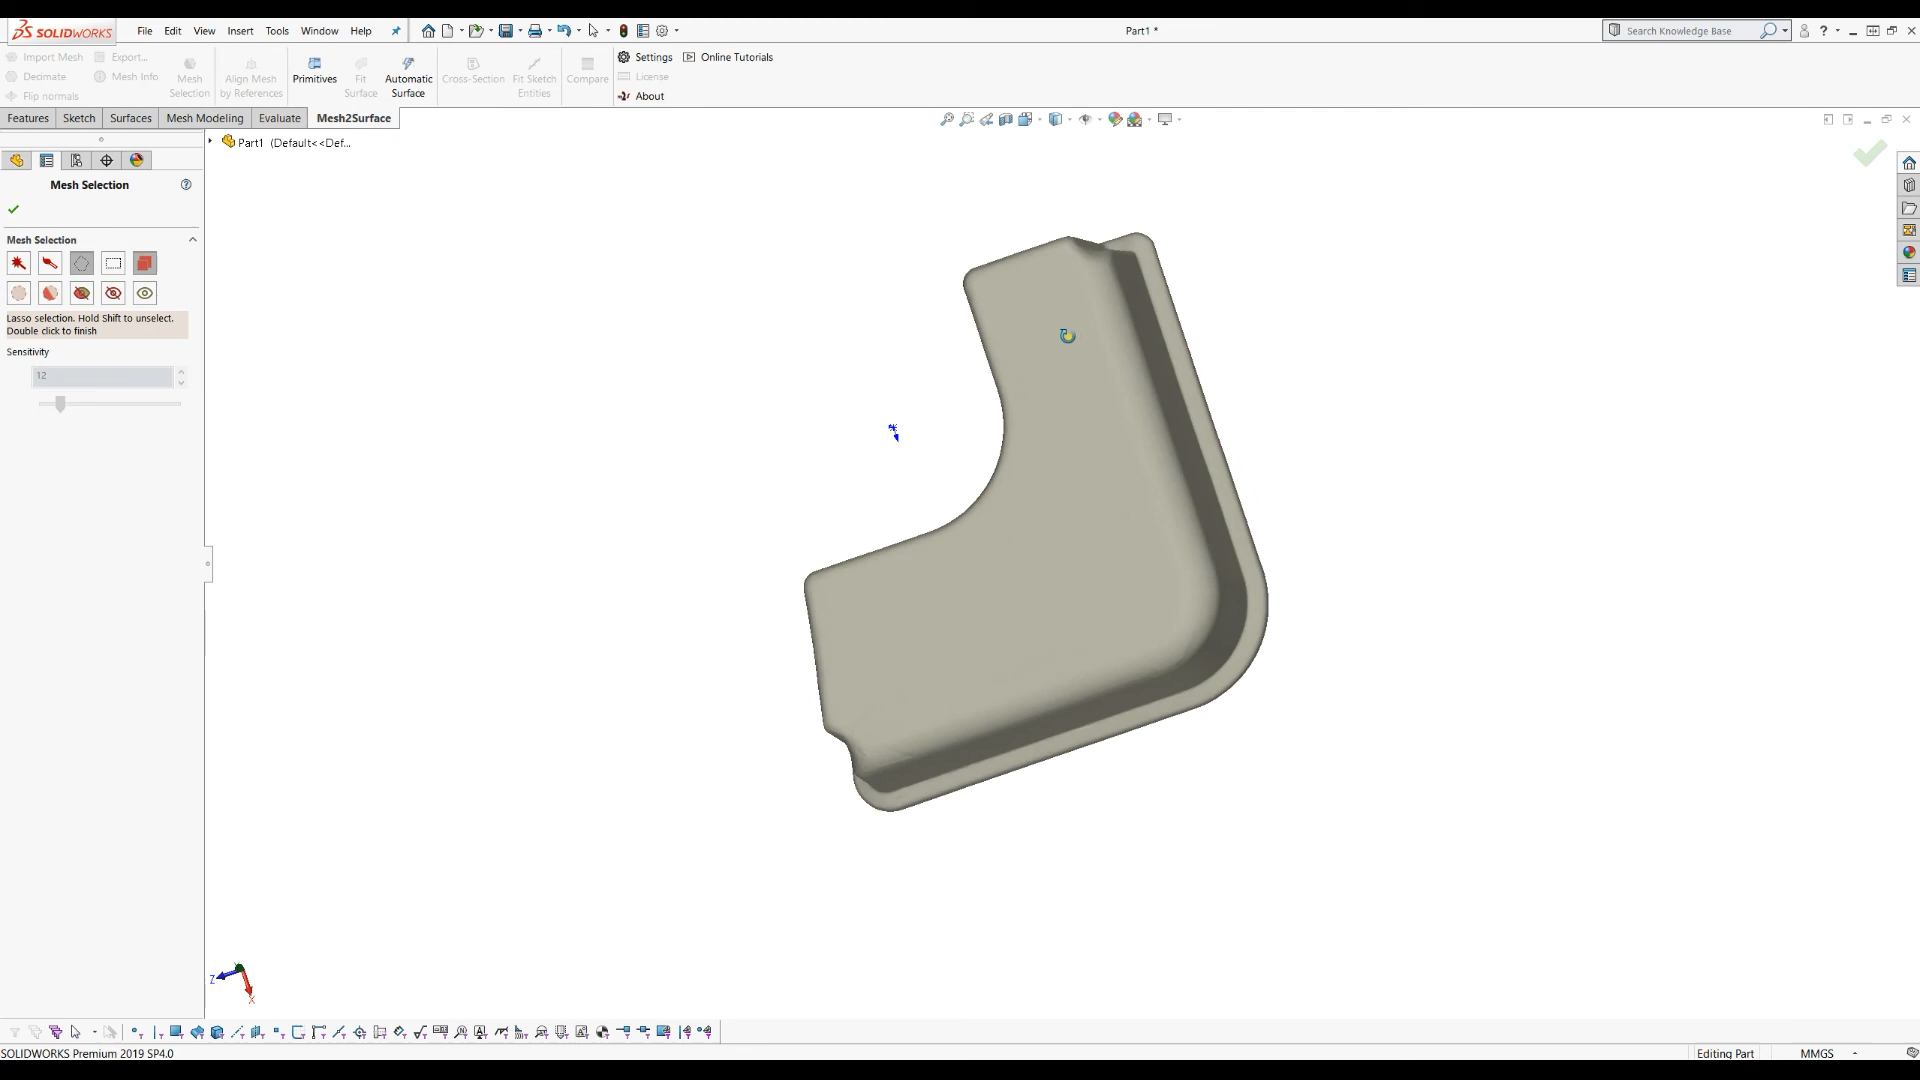 SOLIDWORKS File Edit View Insert Tools Window Help Part1 * Search Knowledge Base
Import Mesh Export... Settings Online Tutorials
Decimate Mesh Info Mesh Selection Align Mesh by References Primitives Fit Surface Automatic Surface Cross-Section Fit Sketch Entities Compare License
Flip normals About
Features Sketch Surfaces Mesh Modeling Evaluate Mesh2Surface
Part1 (Default<<Def...
Mesh Selection
Mesh Selection
Lasso selection. Hold Shift to unselect.
Double click to finish
Sensitivity
12
Z
X
SOLIDWORKS Premium 2019 SP4.0 Editing Part MMGS